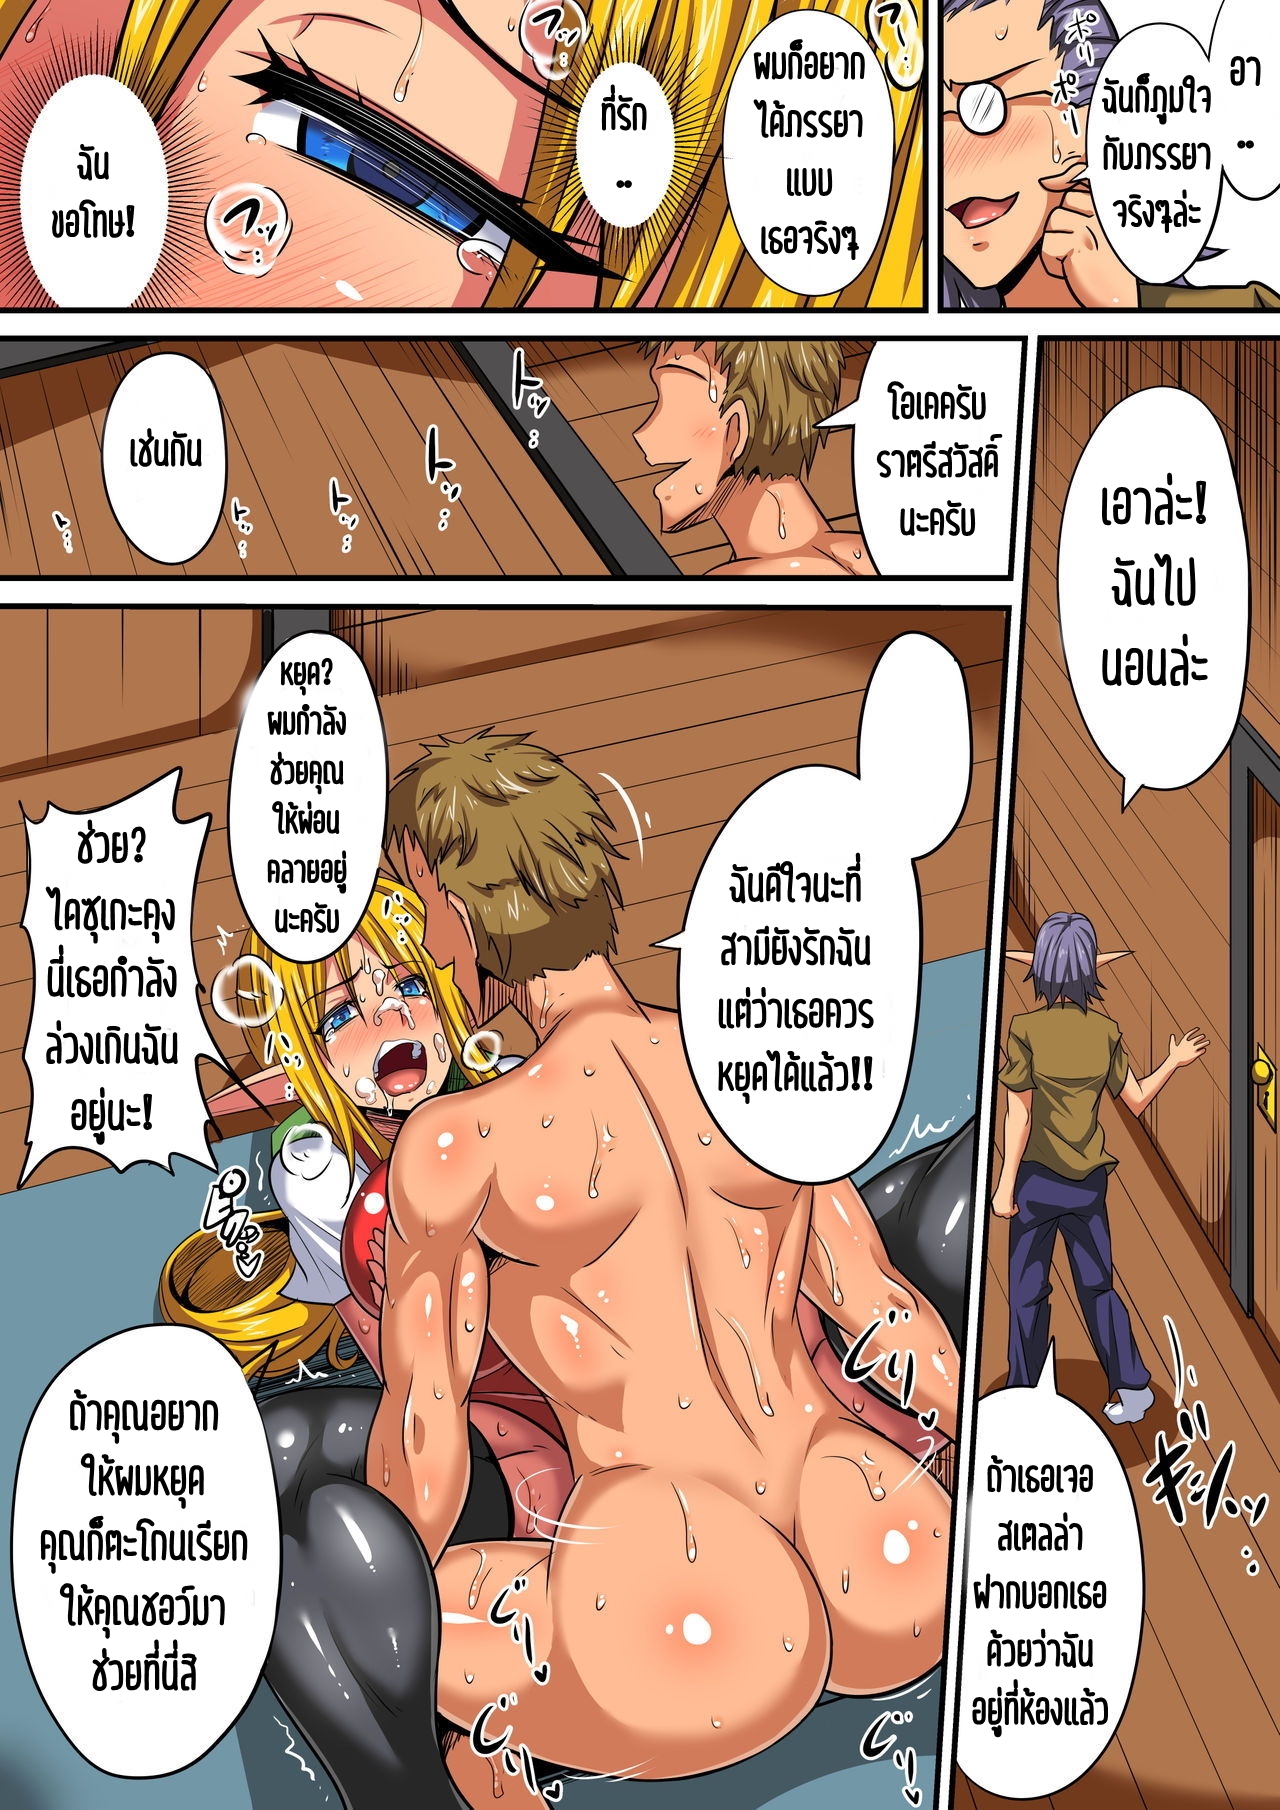 อา
..
ฉันก็ภูมใจ
กับภรรยา
จริงๆล่ะ
ผมก็อยาก
ได้ภรรยา
แบบ
เธอจริงๆ
ที่รัก
..
ฉัน
ขอโทษ!
เอาล่ะ!
ฉันไป
นอนล่ะ
โอเคครับ
ราตรีสวัสดิ์
นะครับ
เช่นกัน
ถ้าเธอเจอ
สเตลล่า
ฝากบอกเธอ
ด้วยว่าฉัน
อยู่ที่ห้องแล้ว
ฉันดีใจนะที่
สามียังรักฉัน
แต่ว่าเธอควร
หยุดได้แล้ว!!
หยุด?
ผมกำลัง
ช่วยคุณ
ให้ผ่อน
คลายอยู่
นะครับ
ช่วย?
ไดซุเกะคุง
นี่เธอกำลัง
ล่วงเกินฉัน
อยู่นะ!
ถ้าคุณอยาก
ให้ผมหยุด
คุณก็ตะโกนเรียก
ให้คุณชอว์มา
ช่วยที่นี่สิ